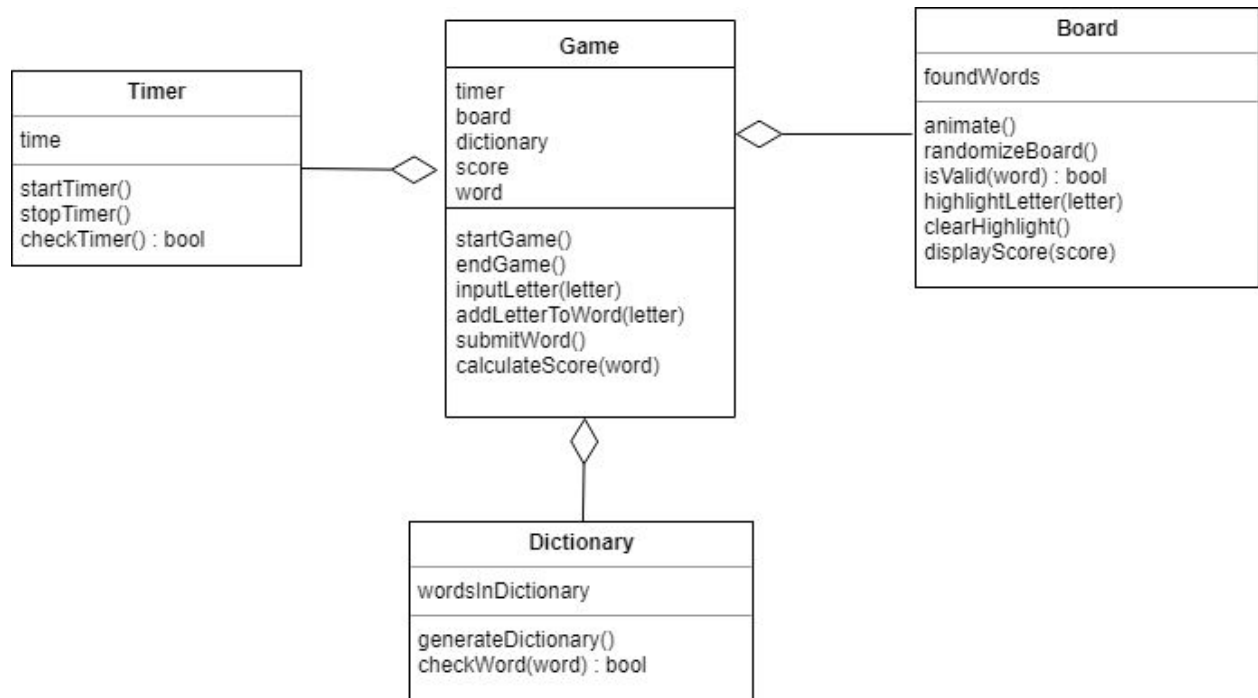 Timer
time
startTimer()
stopTimer()
checkTimer() : bool
Game
timer
board
dictionary
score
word
startGame()
endGame()
inputLetter(letter)
addLetterToWord(letter)
submitWord()
calculateScore(word)
Board
foundWords
animate()
randomizeBoard()
isValid(word) : bool
highlightLetter(letter)
clearHighlight()
displayScore(score)
Dictionary
wordsInDictionary
generateDictionary()
checkWord(word) : bool